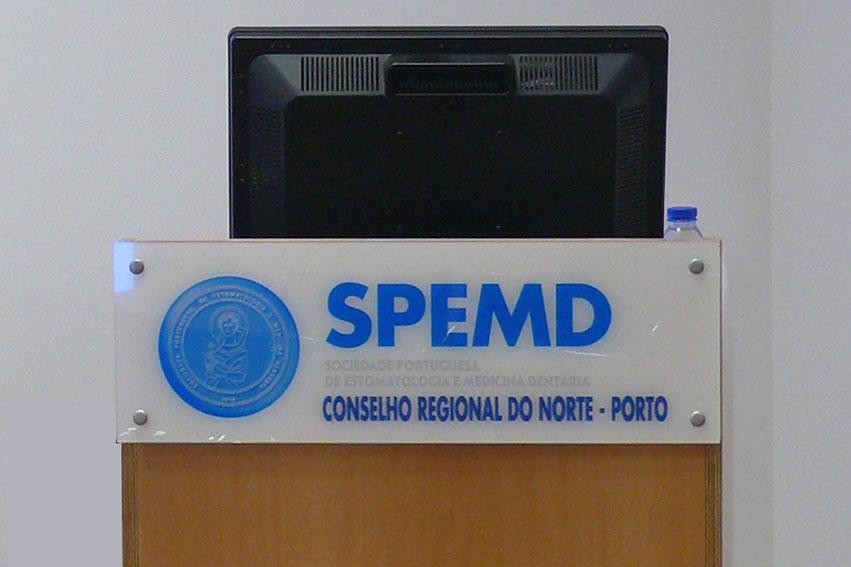 SPEMD
SOCIEDADE PORTUGUESA
DE ESTOMATOLOGIA E MEDICINA DENTÁRIA
CONSELHO REGIONAL DO NORTE - PORTO